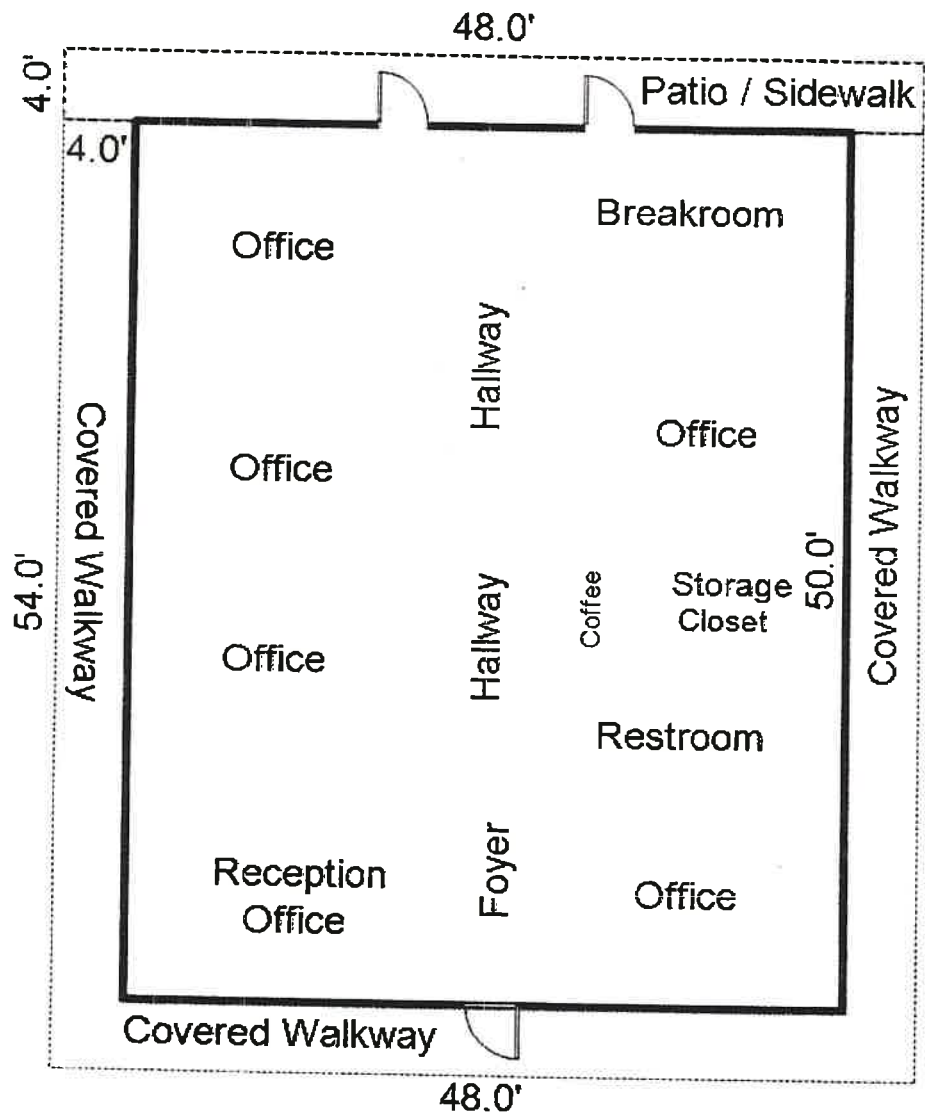 48.0'
4.0'
Patio / Sidewalk
4.0'
Breakroom
Office
Hallway
Office
Covered Walkway
Covered Walkway
Office
50.0'
54.0'
Hallway
Coffee
Storage
Closet
Office
Restroom
Foyer
Reception
Office
Office
Covered Walkway
48.0'